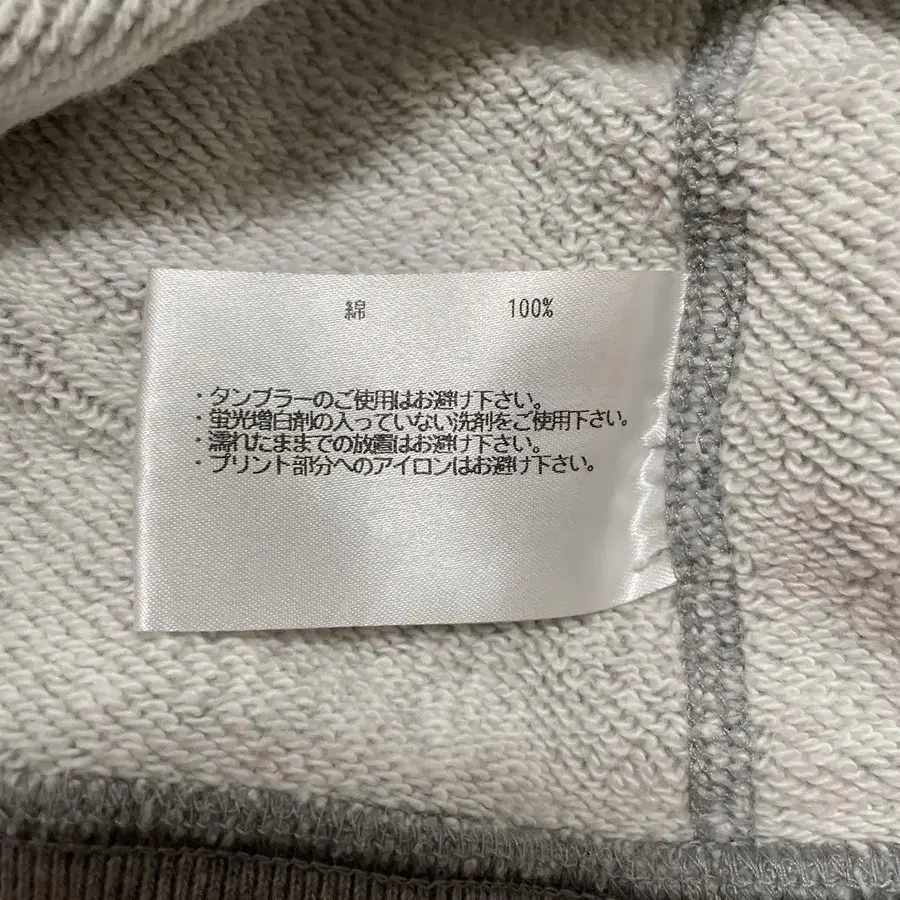 綿 100%
・タンブラーのご使用はお避け下さい。
・蛍光増白剤の入っていない洗剤をご使用下さい。
・濡れたままでの放置はお避け下さい。
・プリント部分へのアイロンはお避け下さい。